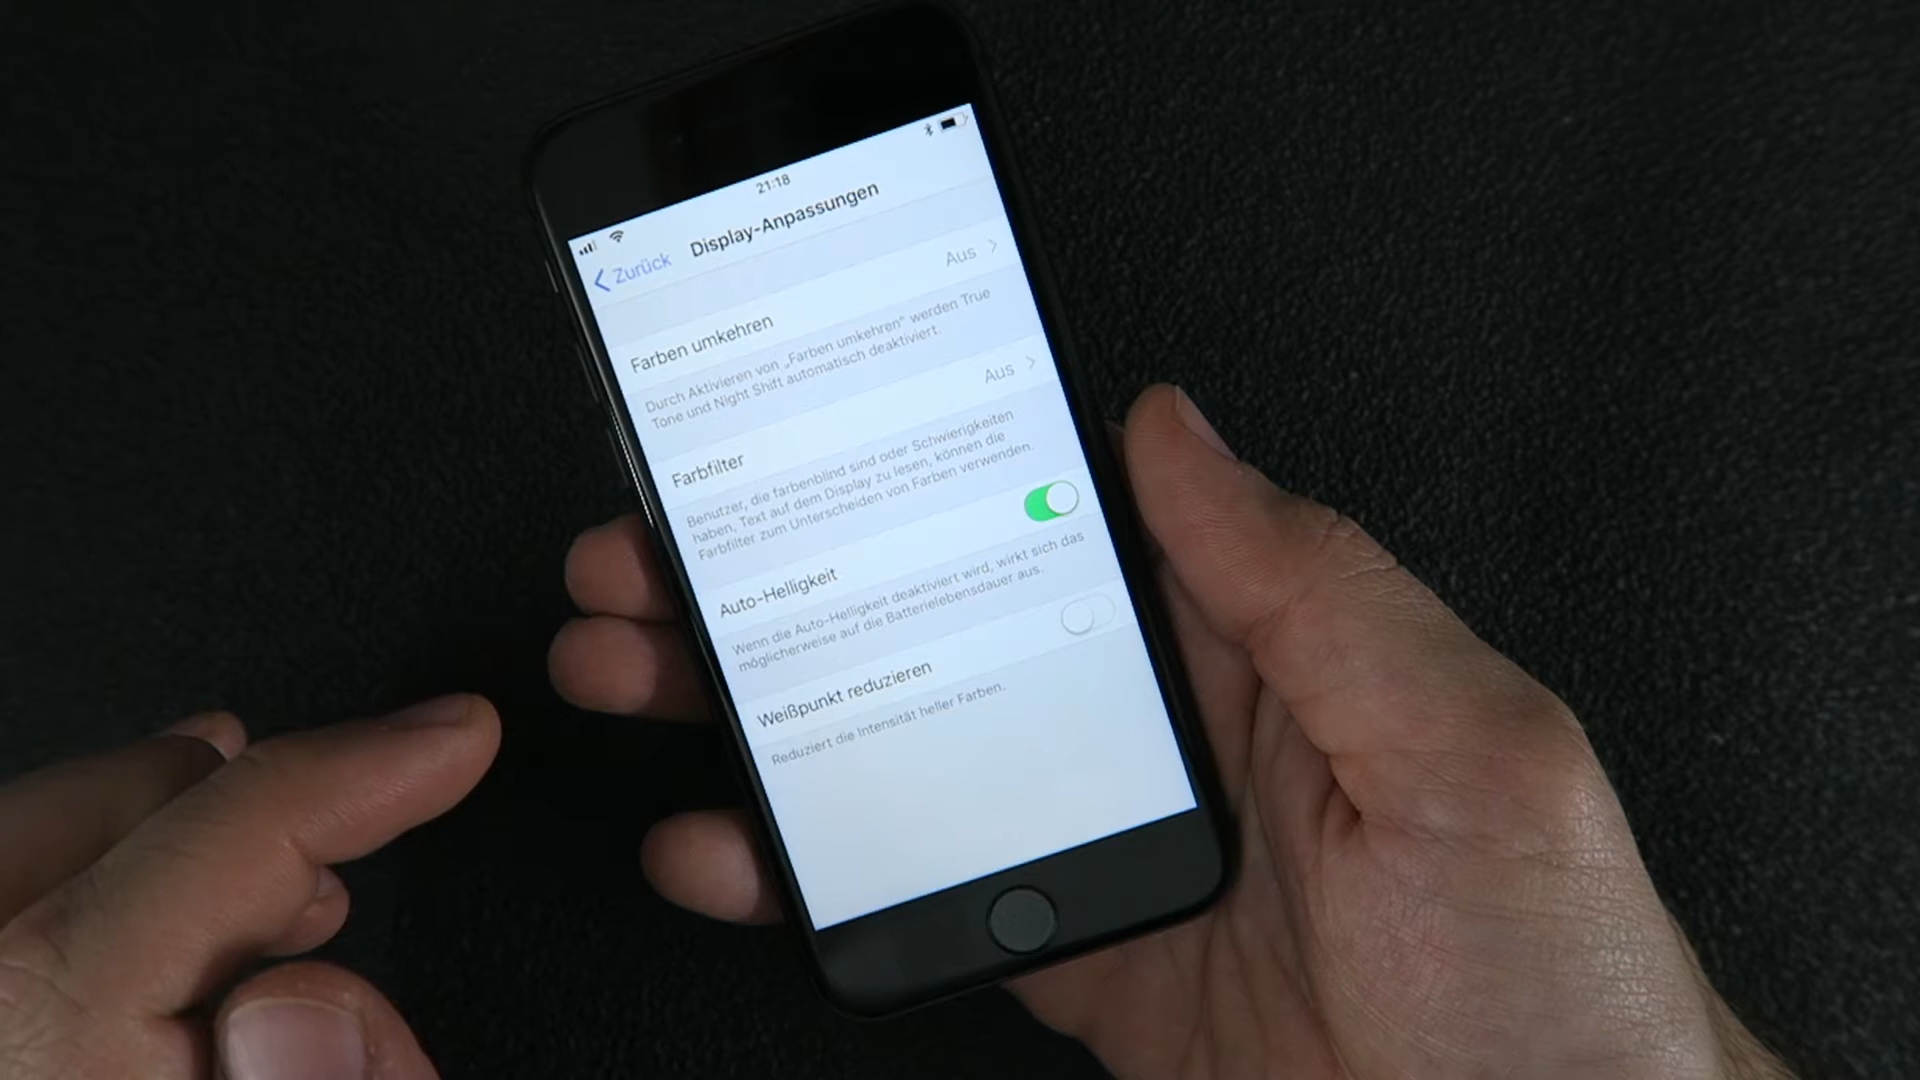 21:18
Zurück
Display-Anpassungen
Farben umkehren
Aus
Durch Aktivieren von „Farben umkehren“ werden True
Tone und Night Shift automatisch deaktiviert.
Farbfilter
Aus
Benutzer, die farbenblind sind oder Schwierigkeiten
haben, Text auf dem Display zu lesen, können die
Farbfilter zum Unterscheiden von Farben verwenden.
Auto-Helligkeit
Wenn die Auto-Helligkeit deaktiviert wird, wirkt sich das
möglicherweise auf die Batterielebensdauer aus.
Weißpunkt reduzieren
Reduziert die Intensität heller Farben.